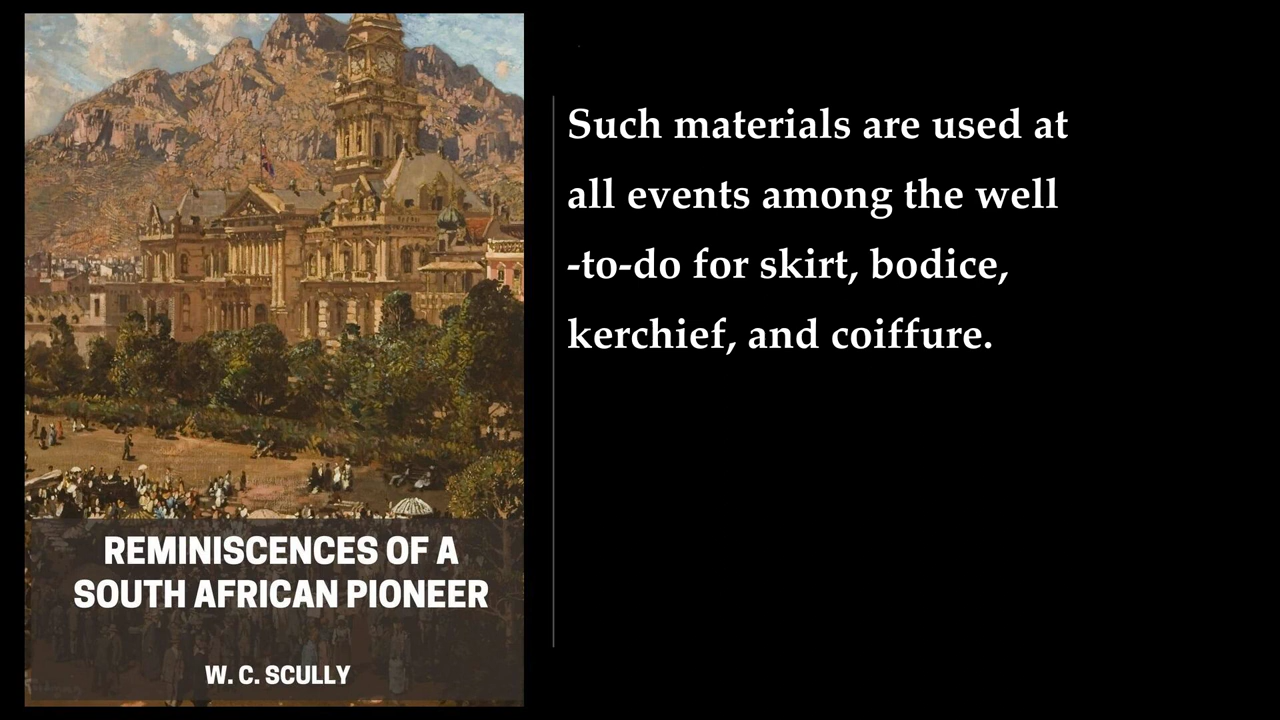 Such materials are used at
all events among the well
-to-do for skirt, bodice,
kerchief, and coiffure.
REMINISCENCES OF A
SOUTH AFRICAN PIONEER
W. C. SCULLY